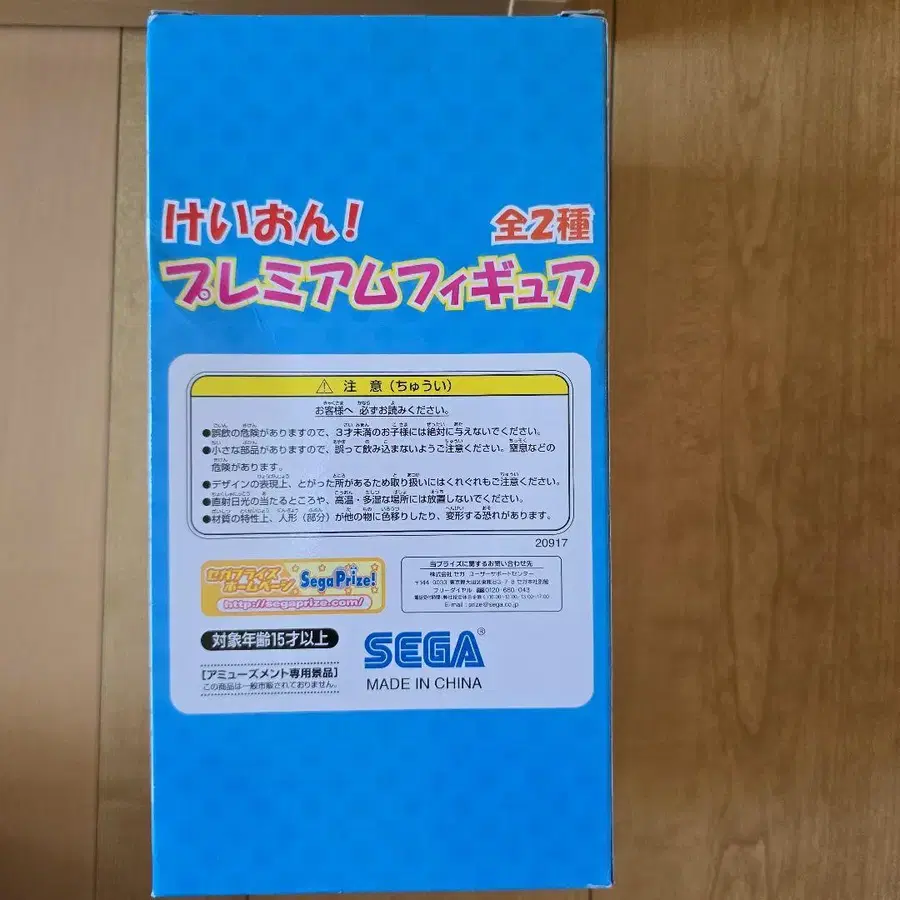 けいおん!
全2種
プレミアムフィギュア
⚠ 注 意 (ちゅうい)
お客様へ 必ずお読みください。
●誤飲の危険がありますので、3才未満のお子様には絶対に与えないでください。
●小さな部品がありますので、誤って飲み込まないようご注意ください。窒息などの
危険があります。
●デザインの表現上、とがった所があるため取り扱いにはくれぐれもご注意ください。
●直射日光の当たるところや、高温・多湿な場所には放置しないでください。
●材質の特性上、人形(部分)が他の物に色移りしたり、変形する恐れがあります。
20917
セガプライズ
ホームページ
SegaPrize!
http://segaprize.com/
当プライズに関するお問い合わせ先
株式会社 セガ ユーザーサポートセンター
フリーダイヤル 0120-680-043
E-mail : prize@sega.co.jp
対象年齢15才以上
SEGA®
[アミューズメント専用景品]
この商品は一般市販されておりません。
MADE IN CHINA